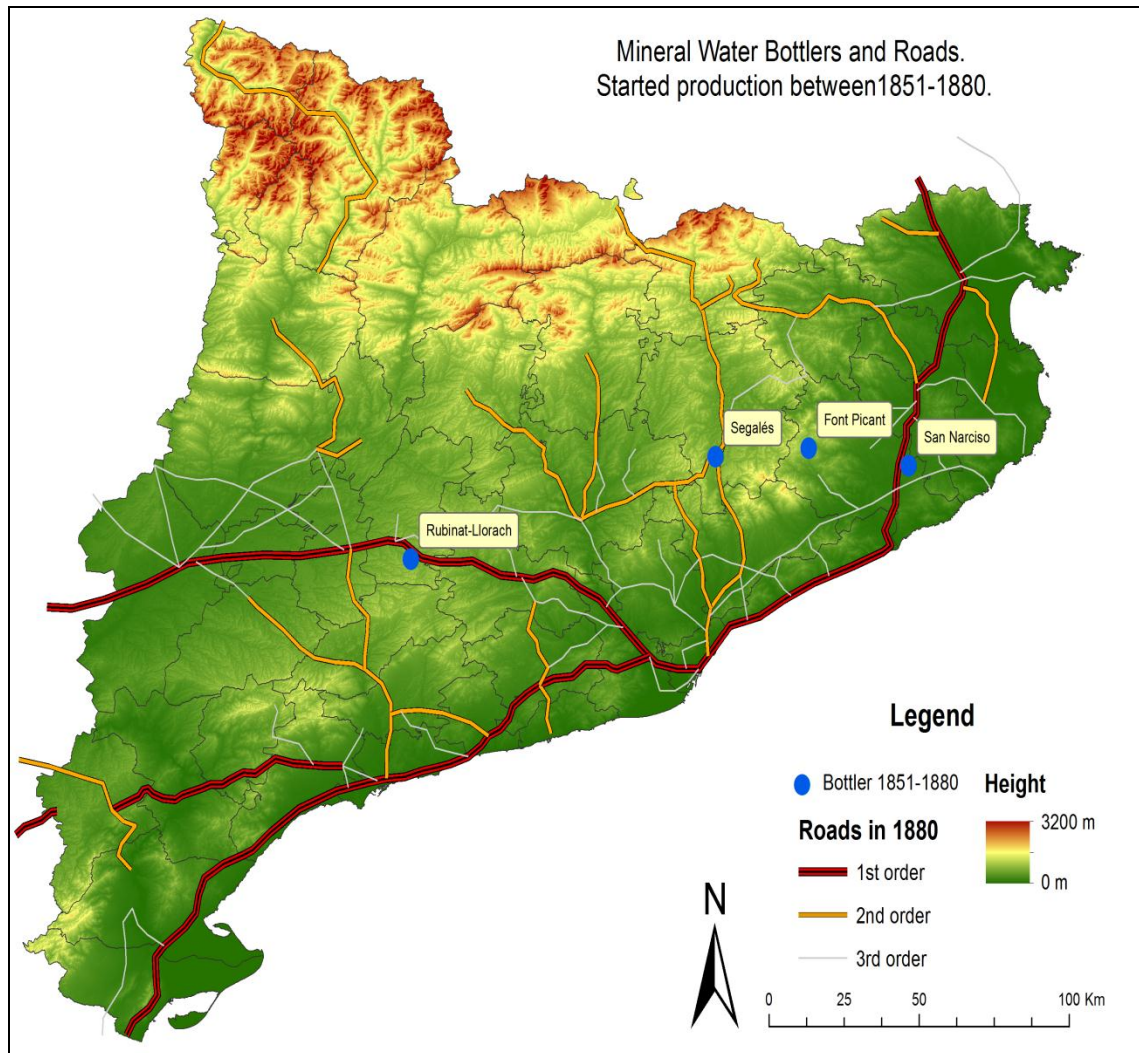 Mineral Water Bottlers and Roads.
Started production between1851-1880.
Segalés
Font Picant
San Narciso
Rubinat-Llorach
Legend
Bottler 1851-1880
Height
Roads in 1880
3200 m
0 m
1st order
2nd order
3rd order
N
0 25 50 100 Km